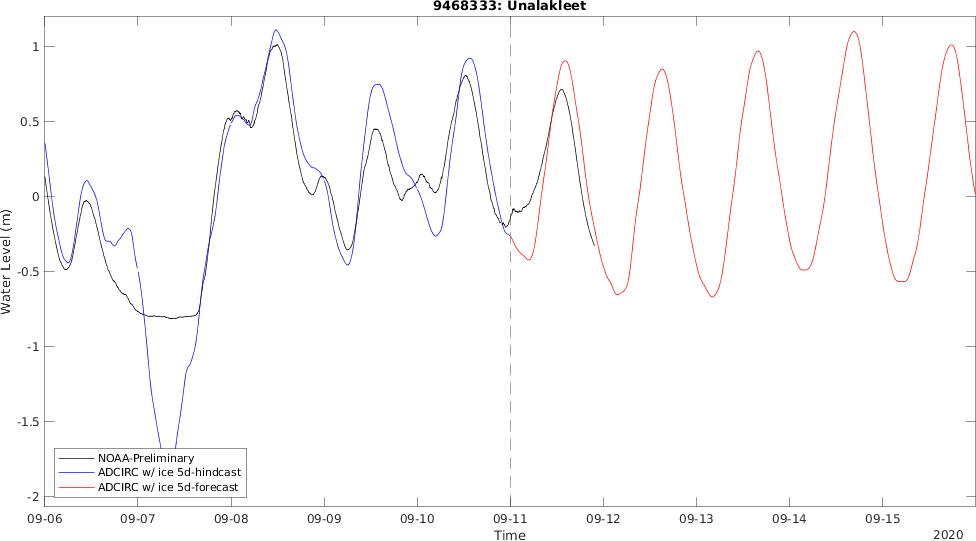 9468333: Unalakleet
Water Level (m)
1
0.5
0
-0.5
-1
-1.5
-2
NOAA-Preliminary
ADCIRC w/ ice 5d-hindcast
ADCIRC w/ ice 5d-forecast
09-06 09-07 09-08 09-09 09-10 09-11 09-12 09-13 09-14 09-15
Time
2020